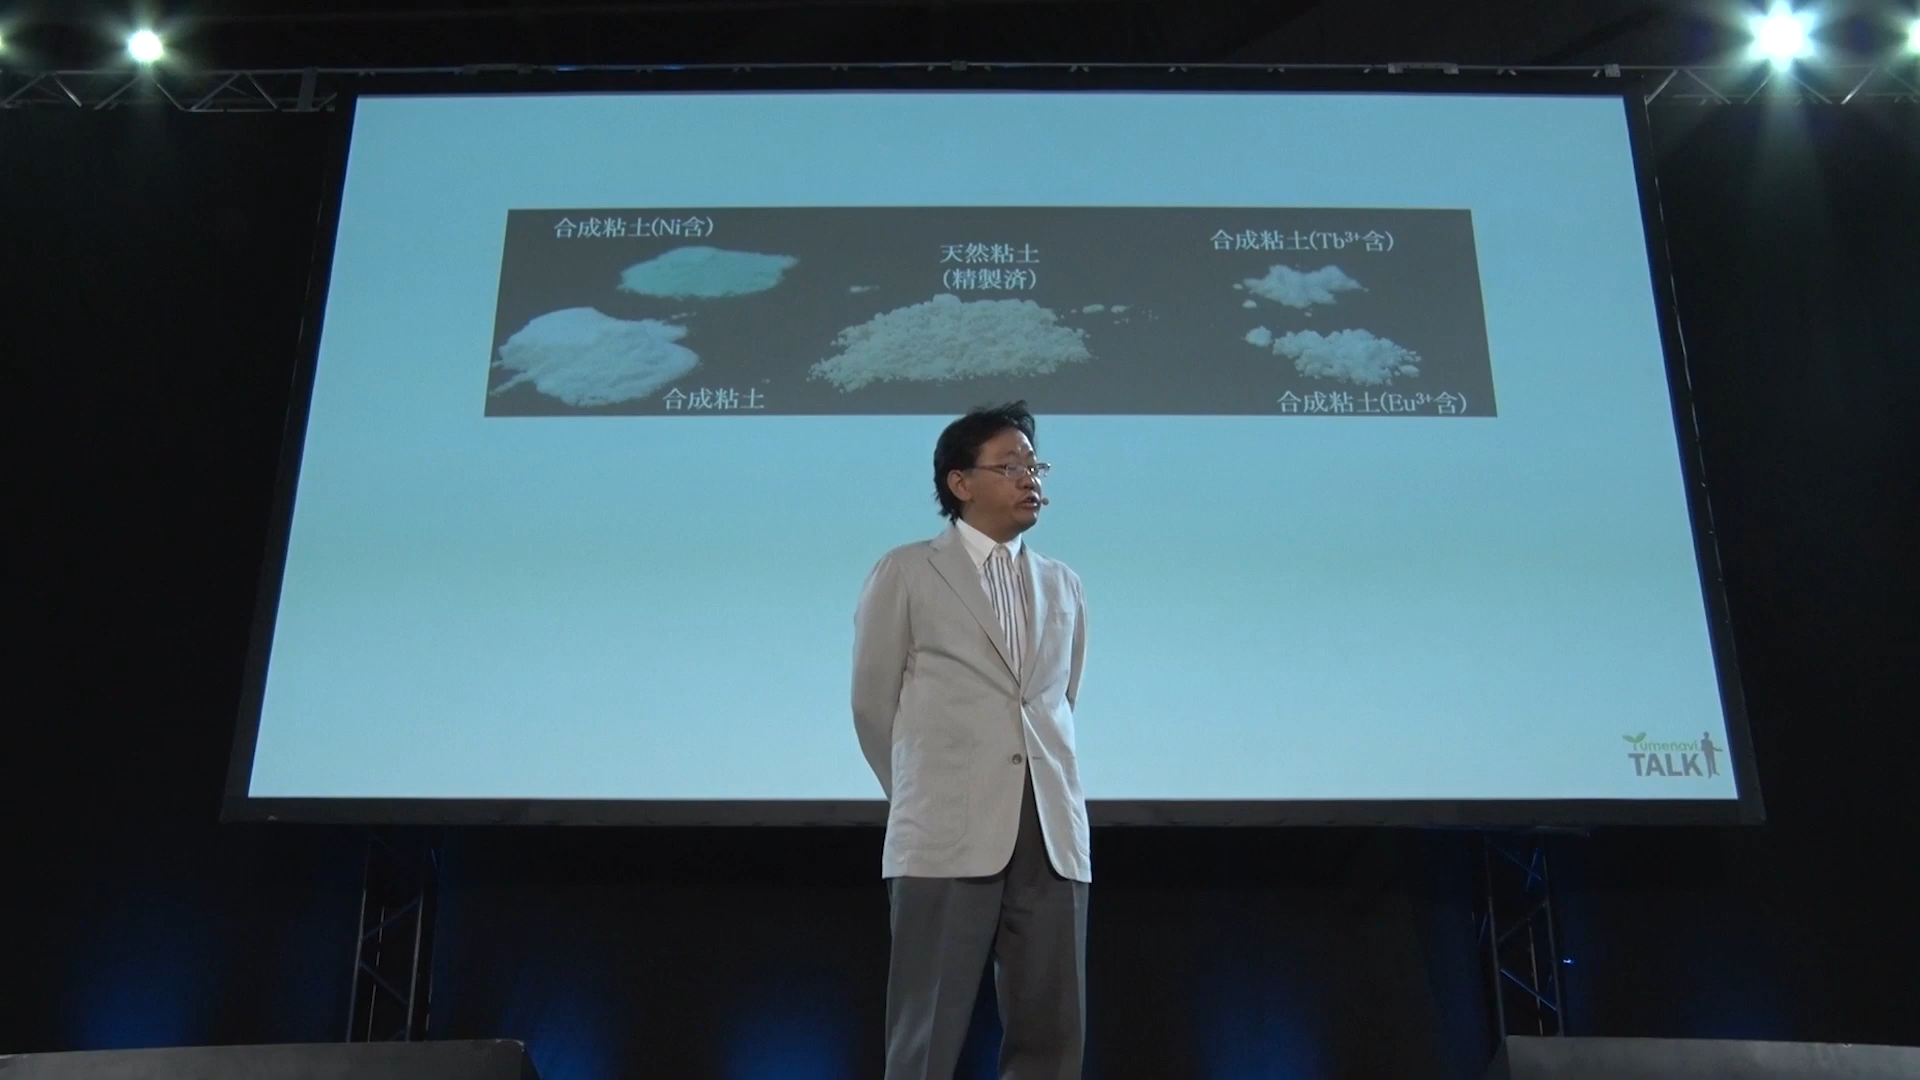 合成粘土(Ni含)
天然粘土
(精製済)
合成粘土(Tb³⁺含)
合成粘土
合成粘土(Eu³⁺含)
Yumenavi
TALK